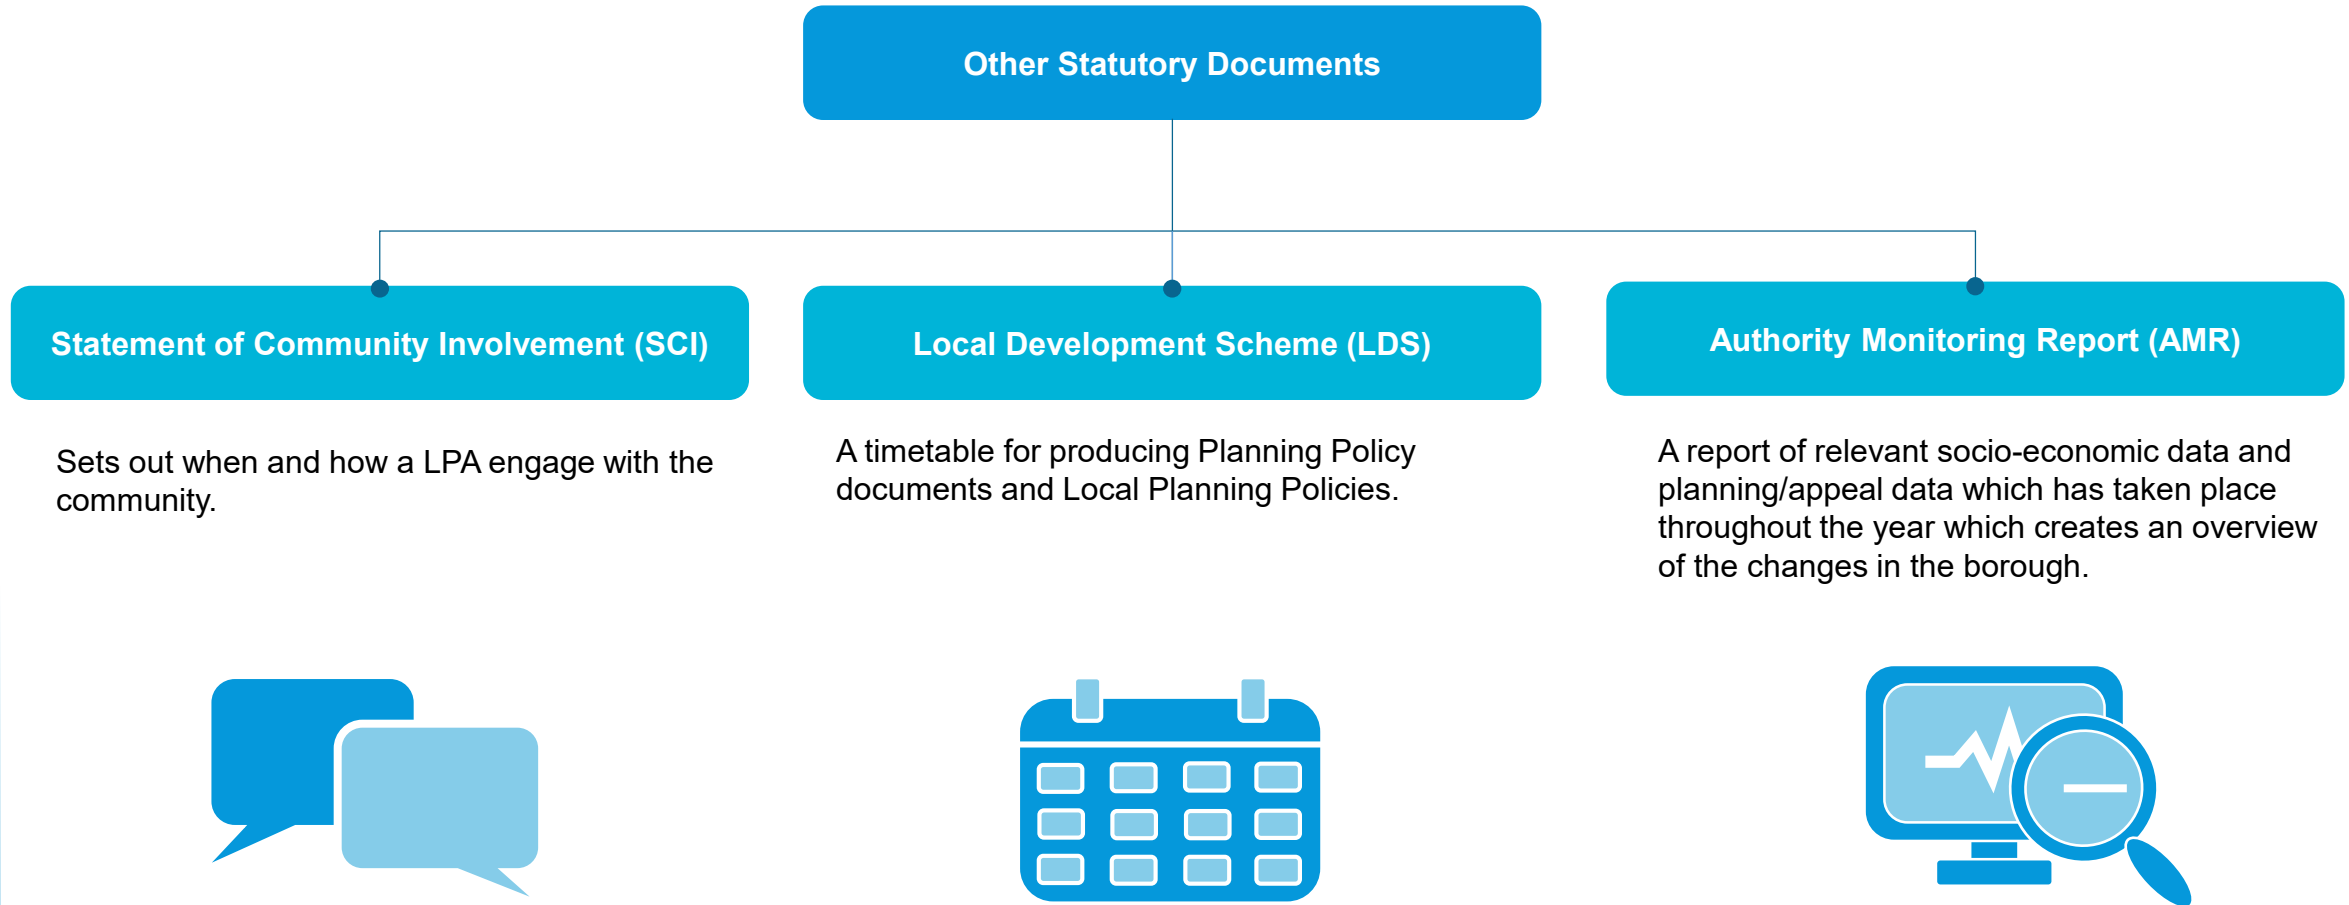 Other Statutory Documents
Statement of Community Involvement (SCI)
Sets out when and how a LPA engage with the
community.
Local Development Scheme (LDS)
A timetable for producing Planning Policy
documents and Local Planning Policies.
Authority Monitoring Report (AMR)
A report of relevant socio-economic data and
planning/appeal data which has taken place
throughout the year which creates an overview
of the changes in the borough.